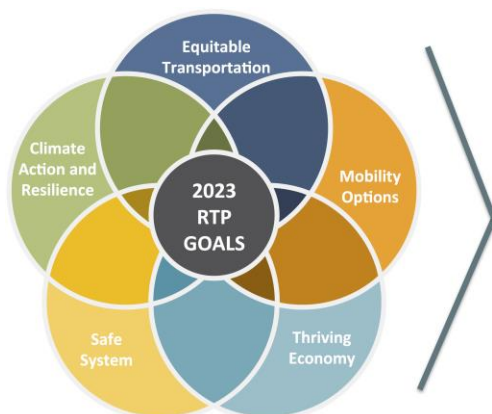 Equitable
Transportation
Climate
Action and
Resilience
2023
RTP
GOALS
Mobility
Options
Safe
System
Thriving
Economy